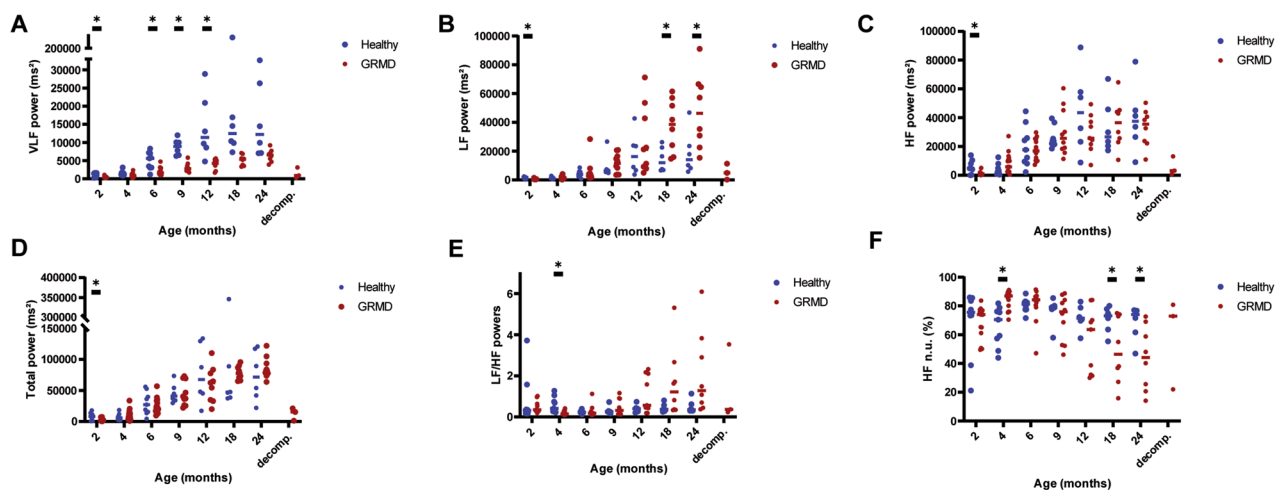 A
VLF power (ms²)
200000
30000
25000
20000
15000
10000
5000
0
* * * *
2 4 6 9 12 18 24 decomp.
Age (months)
Healthy
GRMD
B
LF power (ms²)
100000
80000
60000
40000
20000
0
* * *
2 4 6 9 12 18 24 decomp.
Age (months)
Healthy
GRMD
C
HF power (ms²)
100000
80000
60000
40000
20000
0
*
2 4 6 9 12 18 24 decomp.
Age (months)
Healthy
GRMD
D
Total power (ms²)
400000
350000
300000
150000
100000
50000
0
*
2 4 6 9 12 18 24 decomp.
Age (months)
Healthy
GRMD
E
LF/HF powers
6
4
2
0
*
2 4 6 9 12 18 24 decomp.
Age (months)
Healthy
GRMD
F
HF n.u. (%)
100
80
60
40
20
0
* * *
2 4 6 9 12 18 24 decomp.
Age (months)
Healthy
GRMD